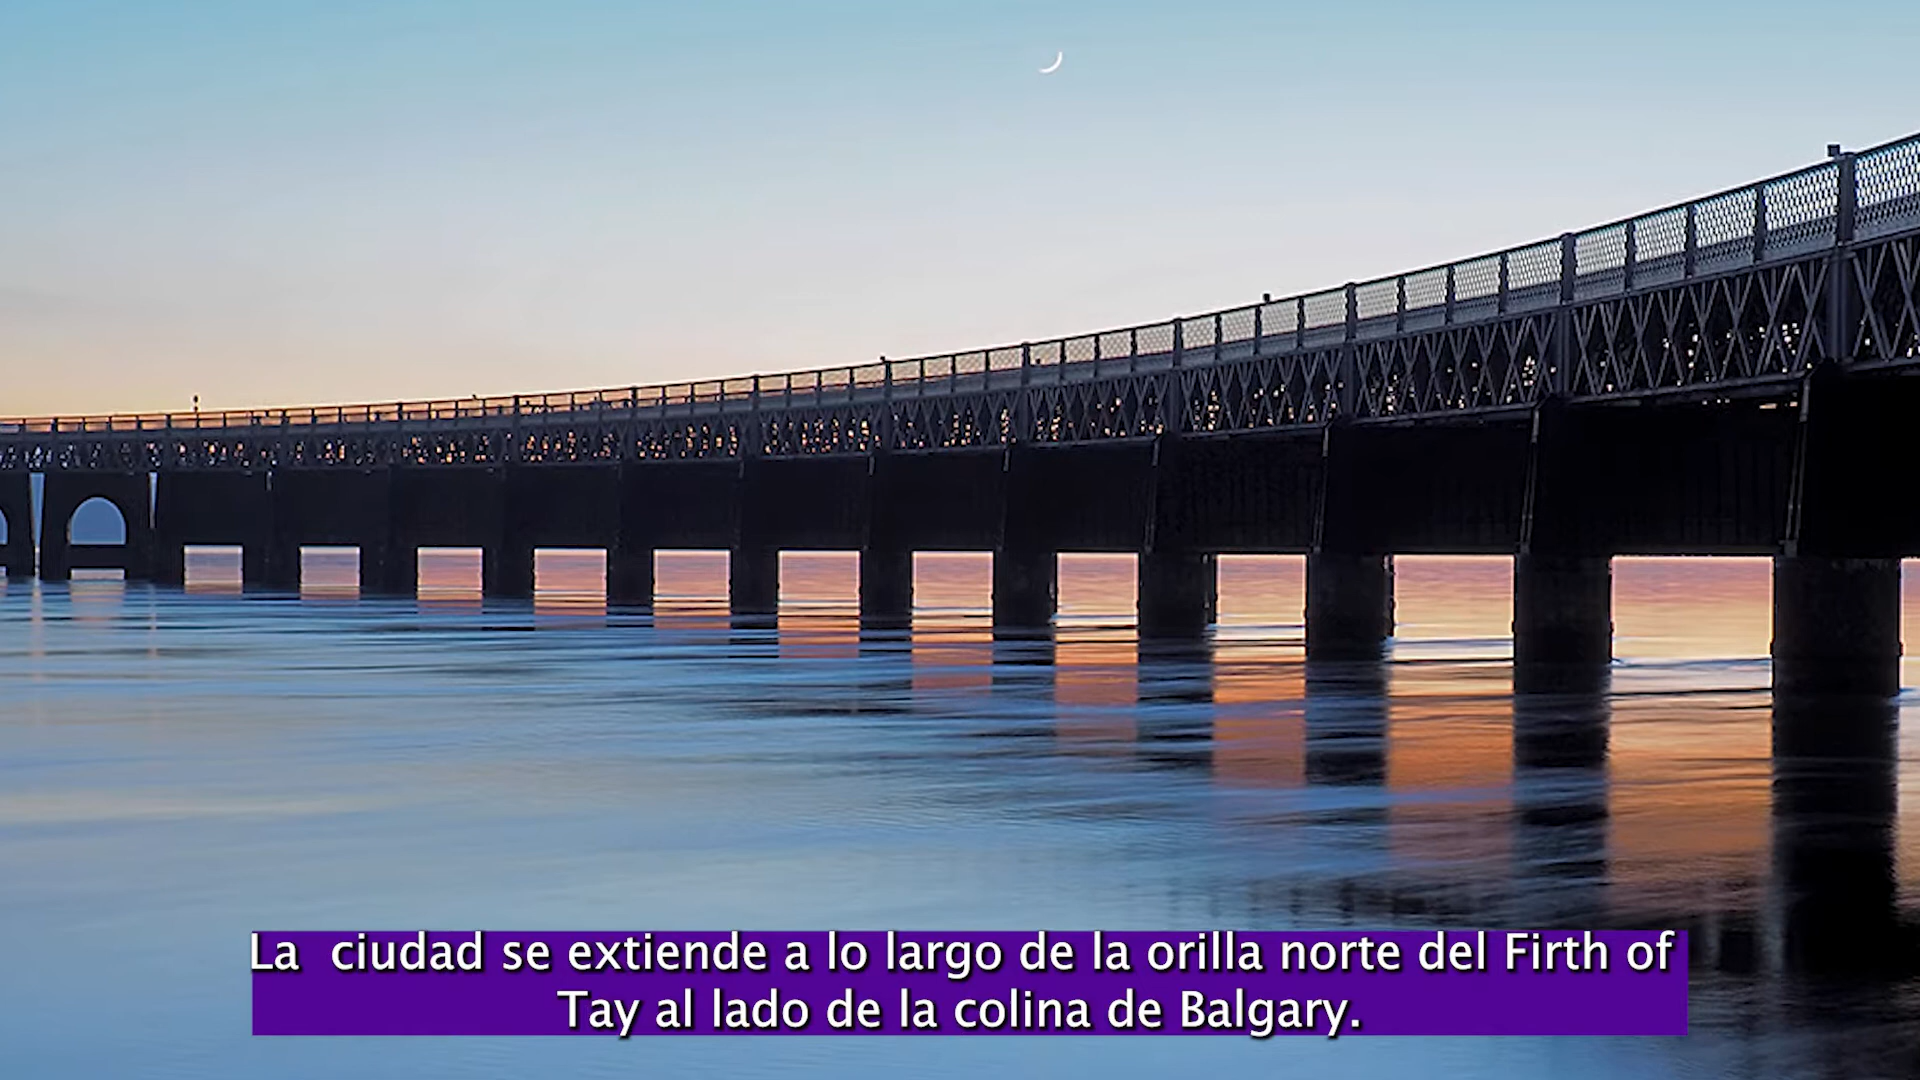 La  ciudad se extiende a lo largo de la orilla norte del Firth of
Tay al lado de la colina de Balgary.